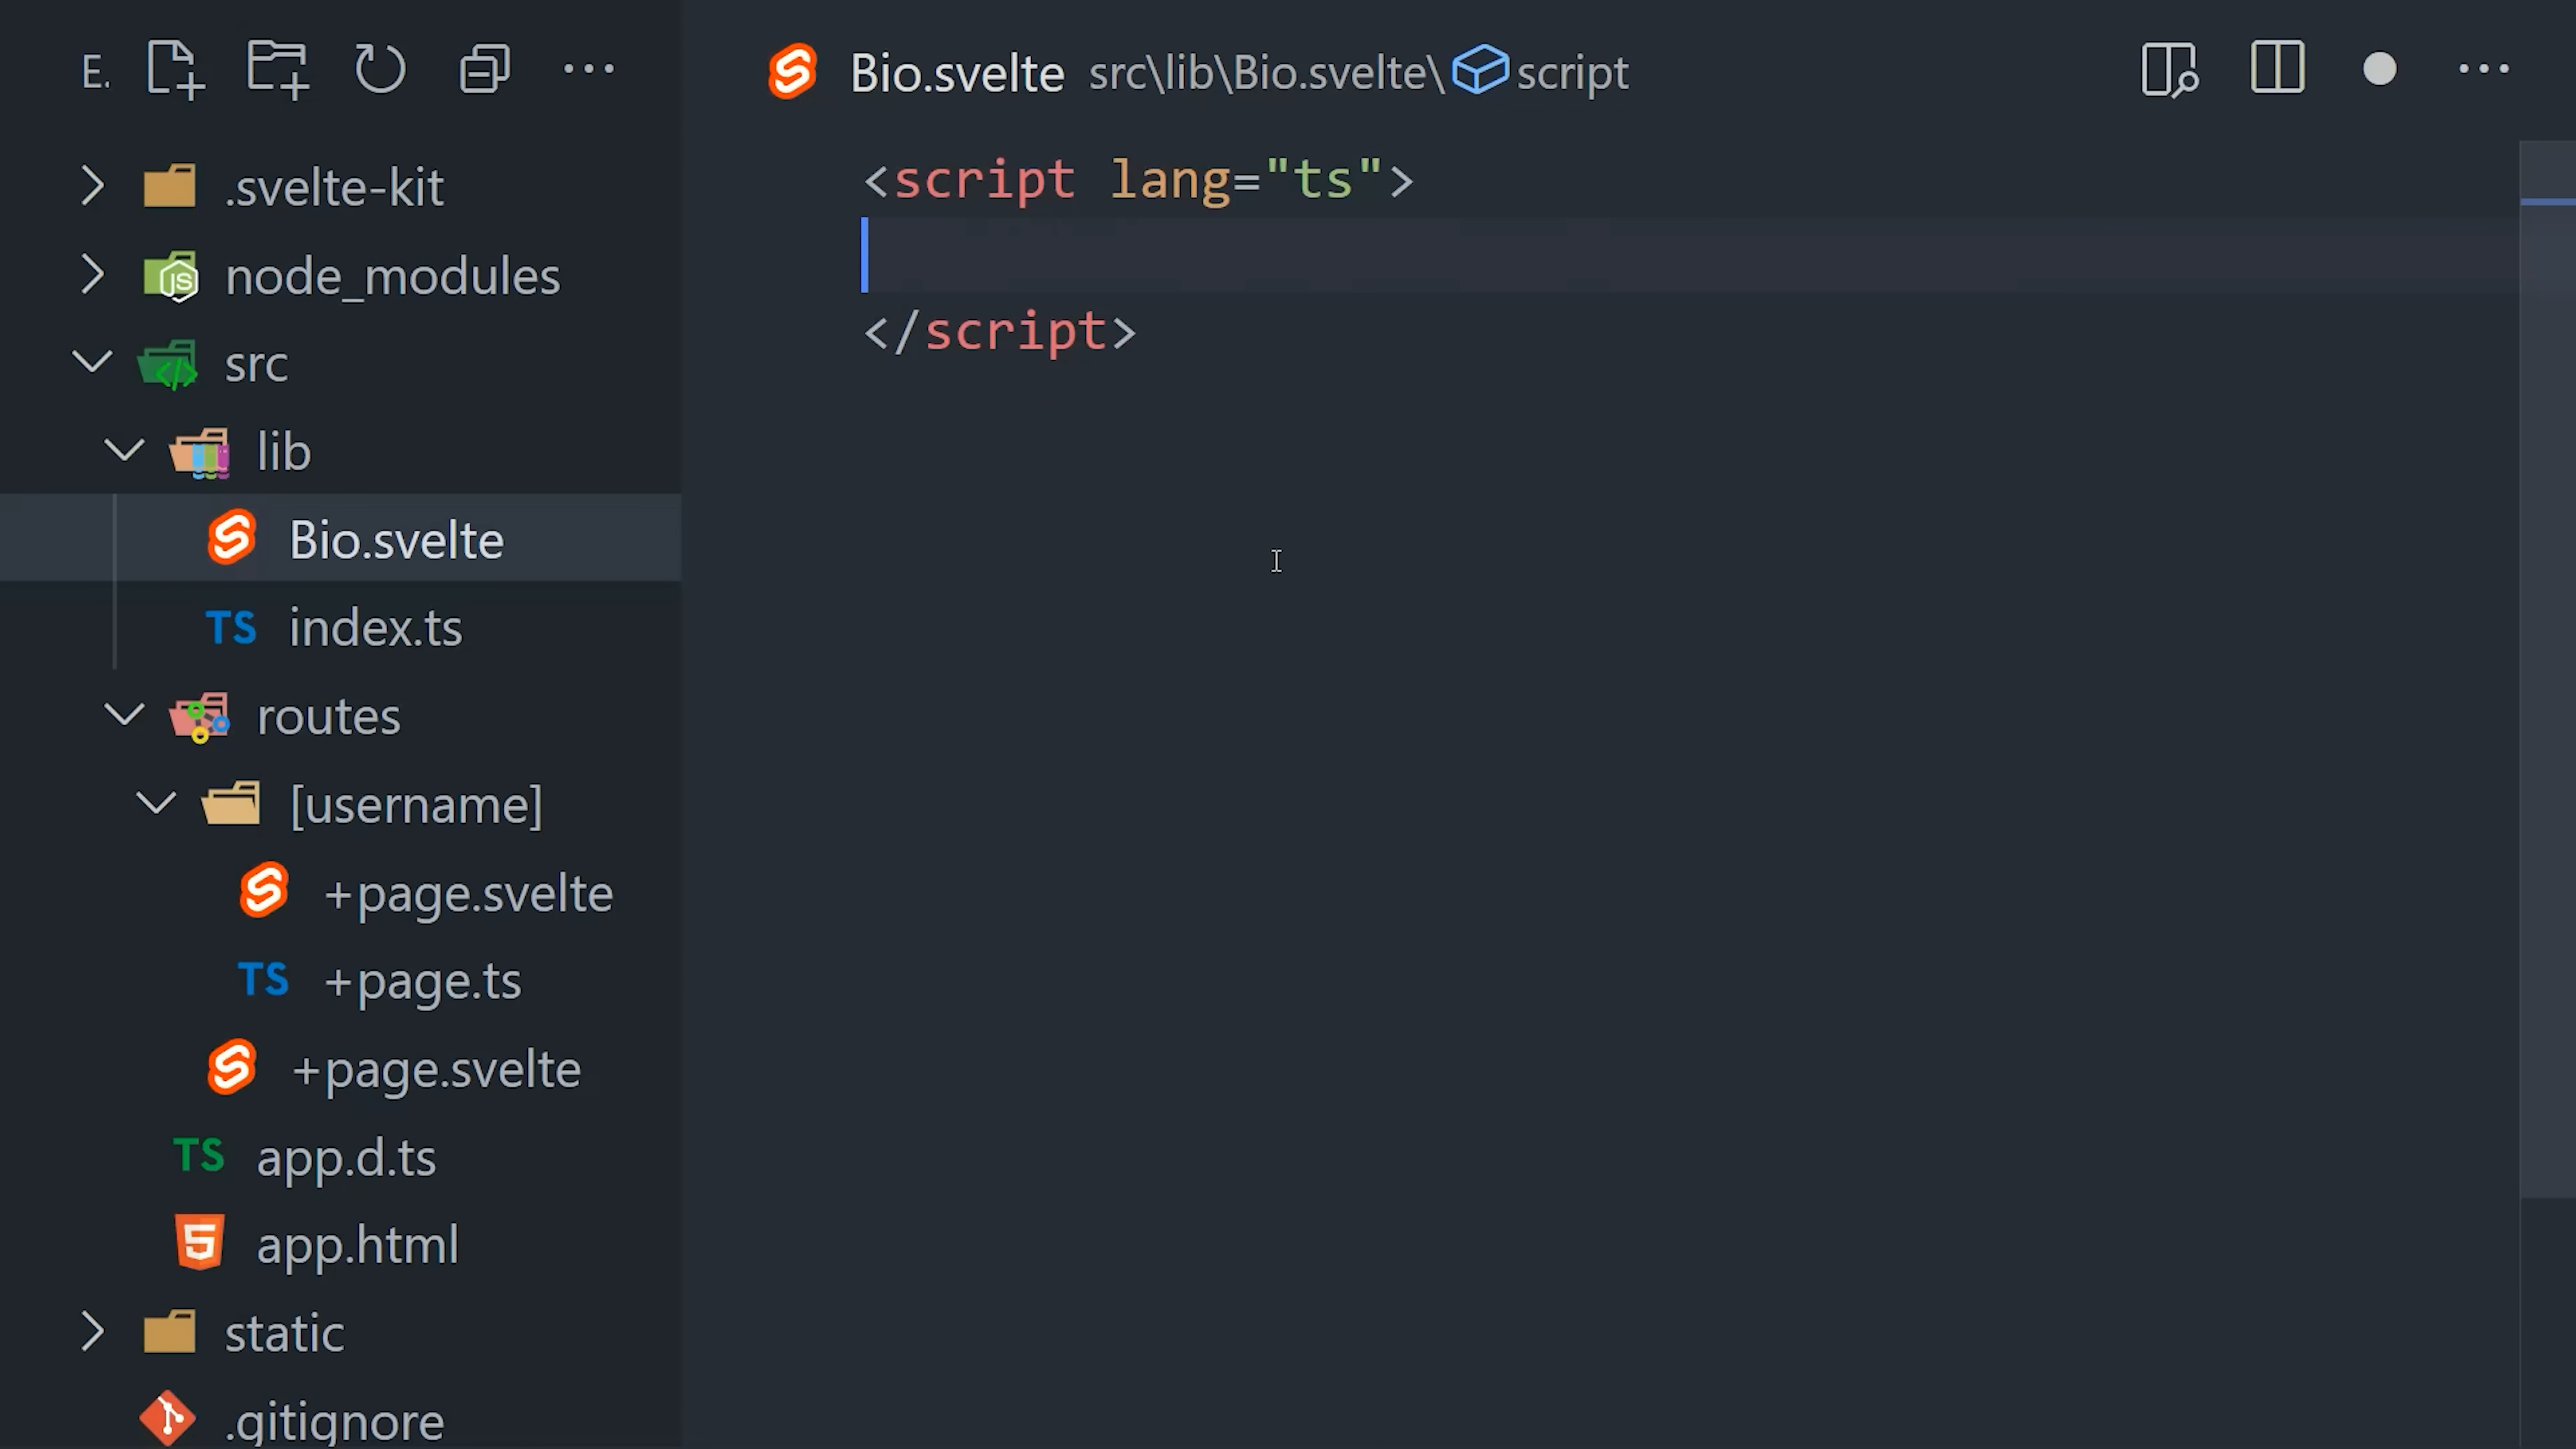 E.
Bio.svelte src\lib\Bio.svelte\script
.svelte-kit
node_modules
src
lib
Bio.svelte
TS index.ts
routes
[username]
+page.svelte
TS +page.ts
+page.svelte
TS app.d.ts
app.html
static
.gitignore
<script lang="ts">
</script>